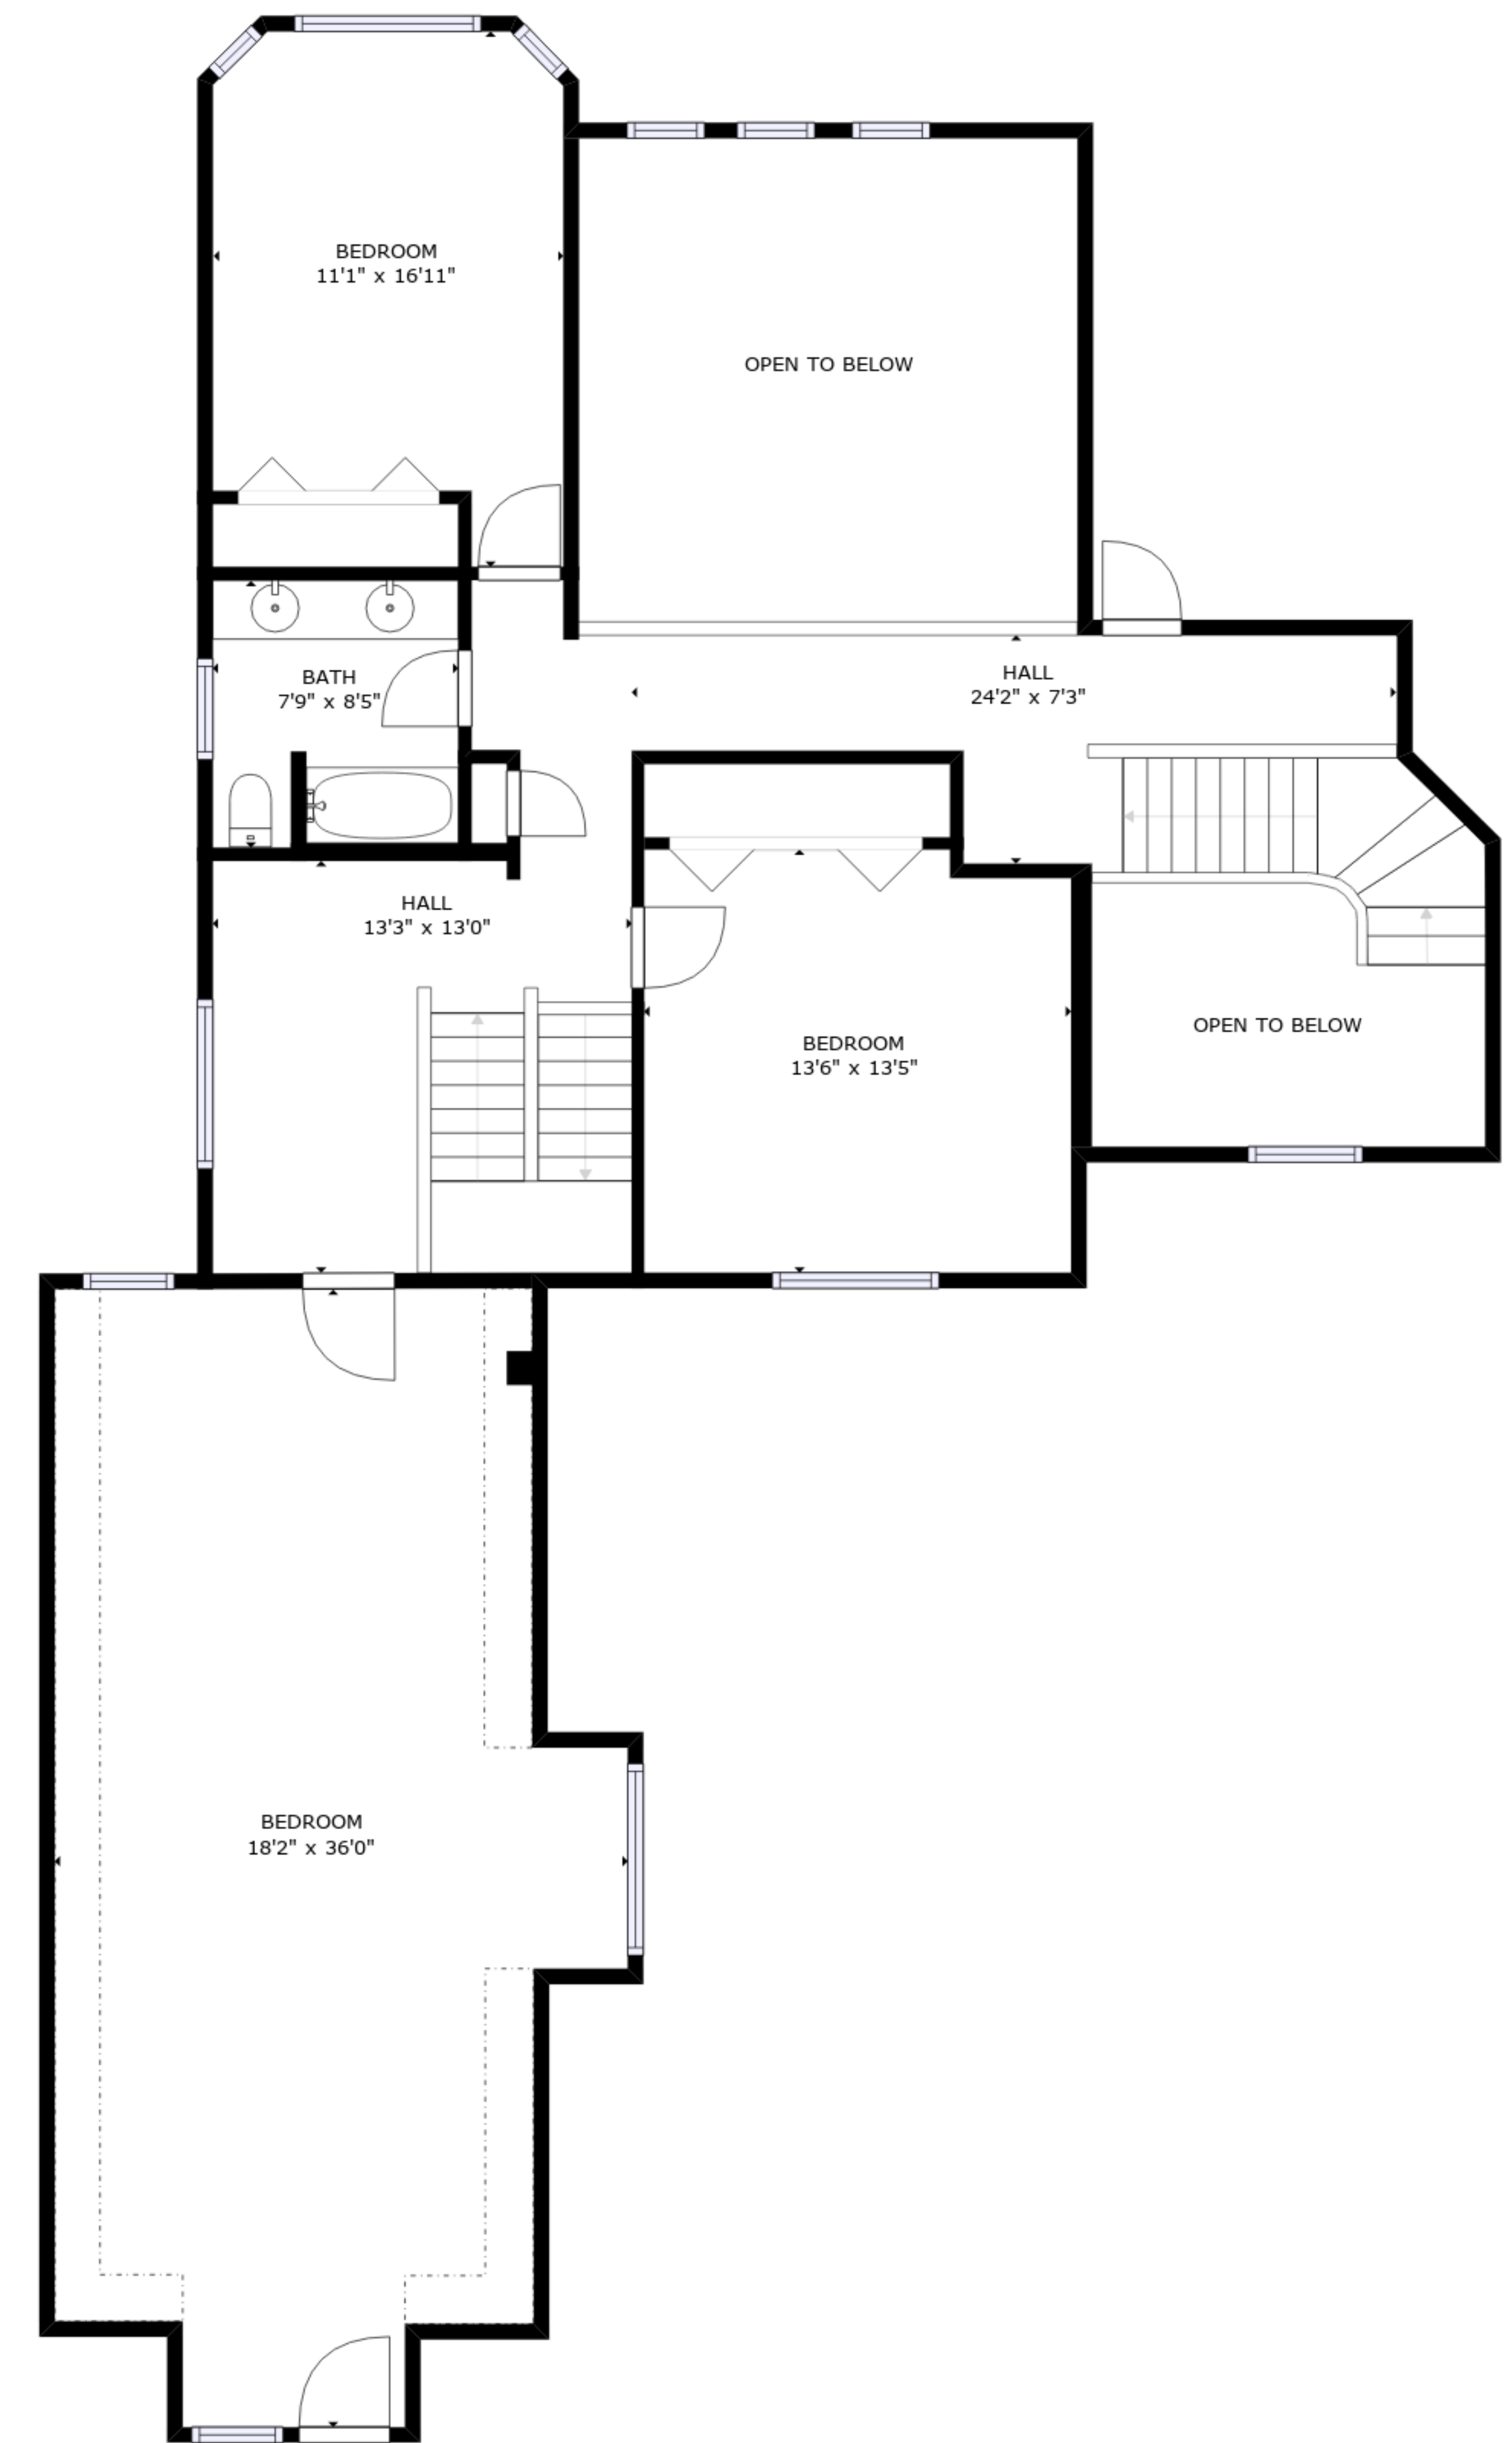 BEDROOM
11'1" x 16'11"
OPEN TO BELOW
BATH
7'9" x 8'5"
HALL
24'2" x 7'3"
HALL
13'3" x 13'0"
BEDROOM
13'6" x 13'5"
OPEN TO BELOW
BEDROOM
18'2" x 36'0"